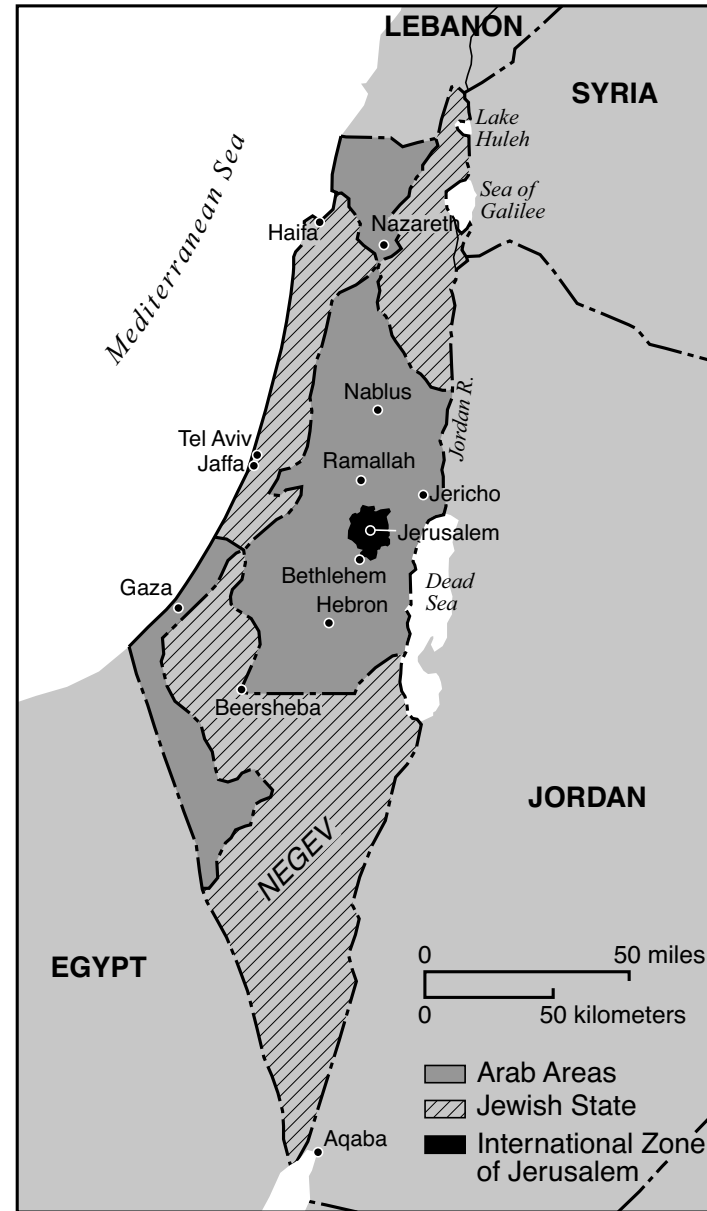 LEBANON
SYRIA
Lake
Huleh
Sea of
Galilee
Mediterranean Sea
Haifa
Nazareth
Nablus
Jordan R.
Tel Aviv
Jaffa
Ramallah
Jericho
Jerusalem
Bethlehem
Dead
Sea
Gaza
Hebron
Beersheba
JORDAN
NEGEV
EGYPT
0 50 miles
0 50 kilometers
Arab Areas
Jewish State
International Zone
of Jerusalem
Aqaba